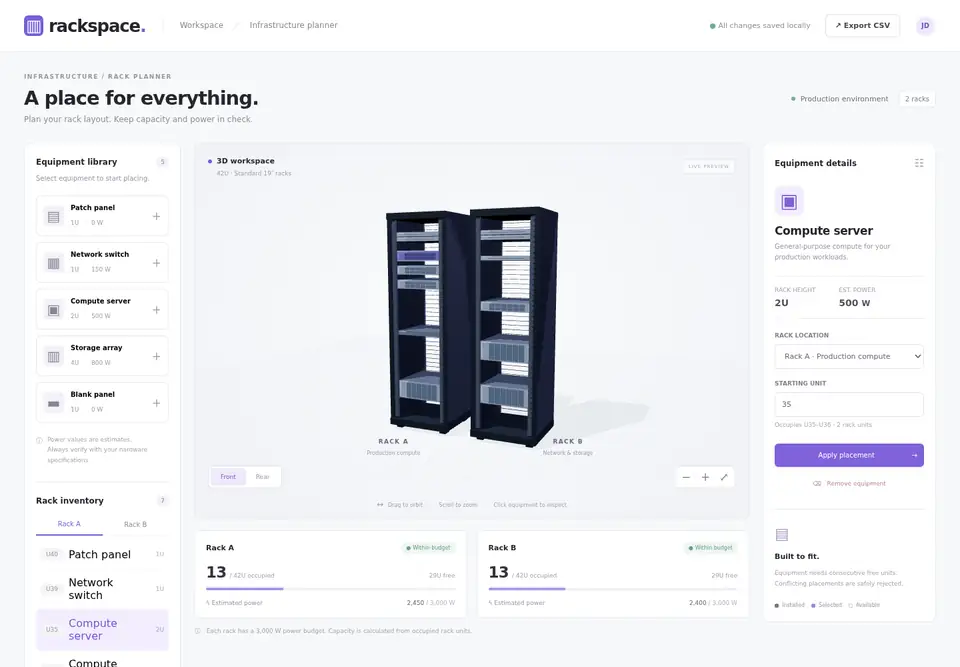 rackspace.
Workspace / Infrastructure planner
All changes saved locally
↗ Export CSV
JD
INFRASTRUCTURE / RACK PLANNER
A place for everything.
Plan your rack layout. Keep capacity and power in check.
Production environment
2 racks
Equipment library
5
Select equipment to start placing.
Patch panel
1U 0 W
Network switch
1U 150 W
Compute server
2U 500 W
Storage array
4U 800 W
Blank panel
1U 0 W
Power values are estimates.
Always verify with your hardware
specifications
Rack inventory
7
Rack A
Rack B
U40 Patch panel 1U
U39 Network switch 1U
U35 Compute server 2U
Compute
3D workspace
42U · Standard 19″ racks
LIVE PREVIEW
RACK A
Production compute
RACK B
Network & storage
Front
Rear
Drag to orbit
Scroll to zoom
Click equipment to inspect
Rack A
Within budget
13 / 42U occupied
29U free
Estimated power
2,450 / 3,000 W
Rack B
Within budget
13 / 42U occupied
29U free
Estimated power
2,400 / 3,000 W
Each rack has a 3,000 W power budget. Capacity is calculated from occupied rack units.
Equipment details
Compute server
General-purpose compute for your
production workloads.
RACK HEIGHT
2U
EST. POWER
500 W
RACK LOCATION
Rack A · Production compute
STARTING UNIT
35
Occupies U35–U36 · 2 rack units
Apply placement →
Remove equipment
Built to fit.
Equipment needs consecutive free units.
Conflicting placements are safely rejected.
Installed
Selected
Available